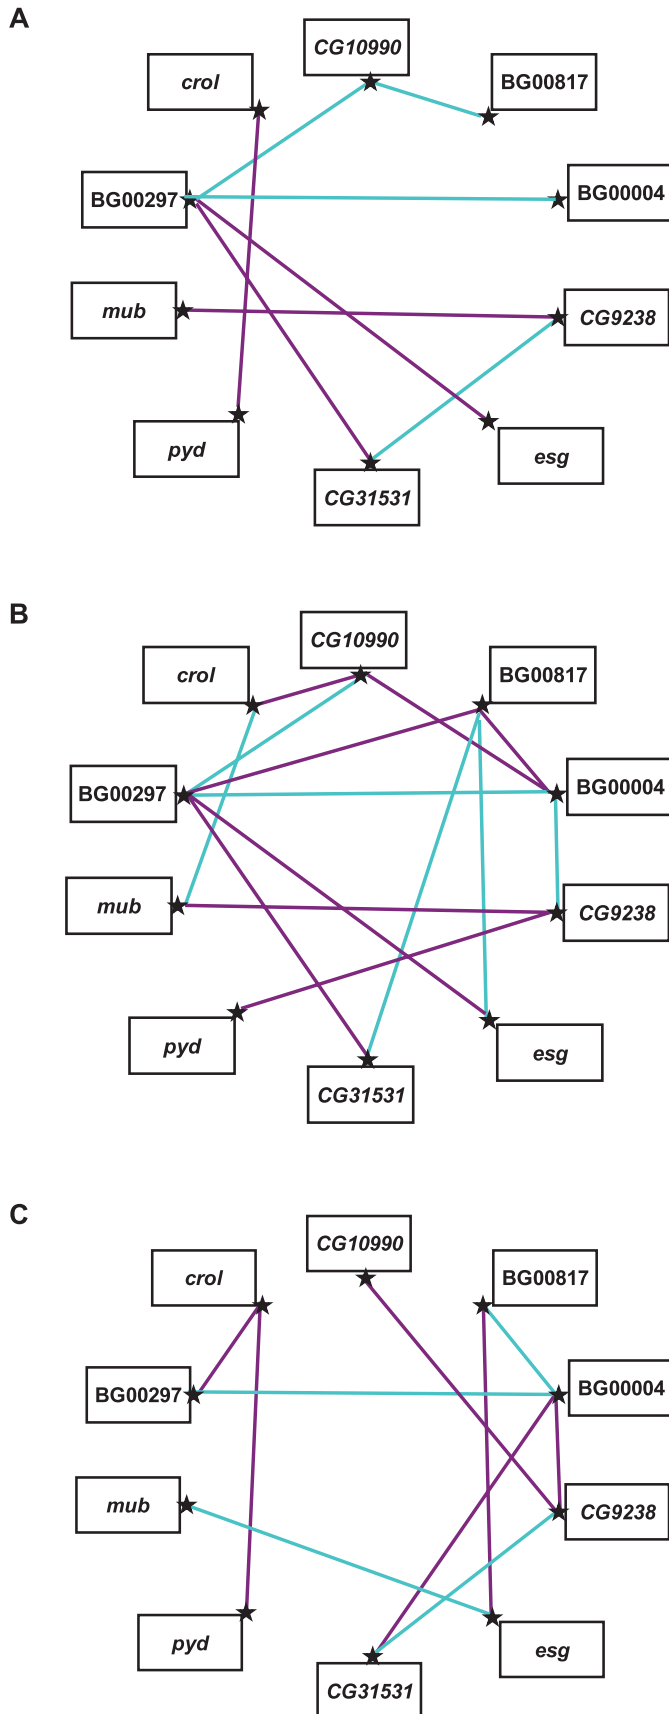 A
CG10990
crol
BG00817
BG00297
BG00004
mub
CG9238
pyd
esg
CG31531
B
CG10990
crol
BG00817
BG00297
BG00004
mub
CG9238
pyd
esg
CG31531
C
CG10990
crol
BG00817
BG00297
BG00004
mub
CG9238
pyd
esg
CG31531